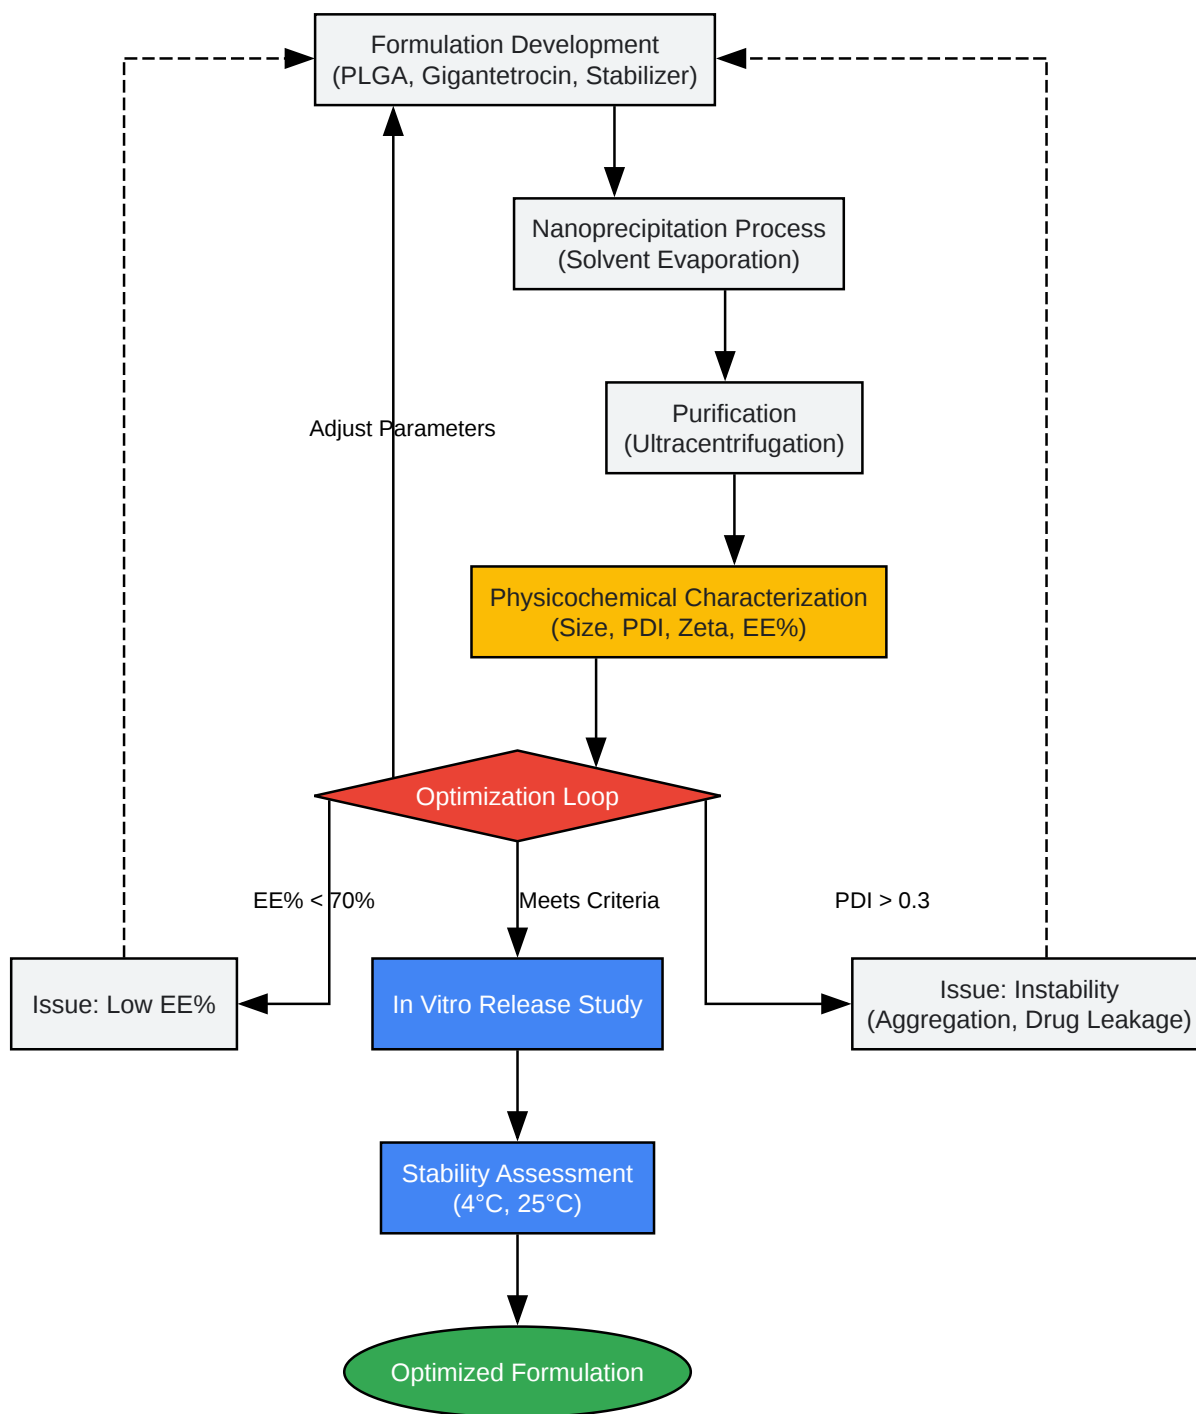 Formulation Development
(PLGA, Gigantetrocin, Stabilizer)
Nanoprecipitation Process
(Solvent Evaporation)
Purification
(Ultracentrifugation)
Adjust Parameters
Physicochemical Characterization
(Size, PDI, Zeta, EE%)
Optimization Loop
EE% < 70%
Meets Criteria
PDI > 0.3
Issue: Low EE%
In Vitro Release Study
Issue: Instability
(Aggregation, Drug Leakage)
Stability Assessment
(4°C, 25°C)
Optimized Formulation